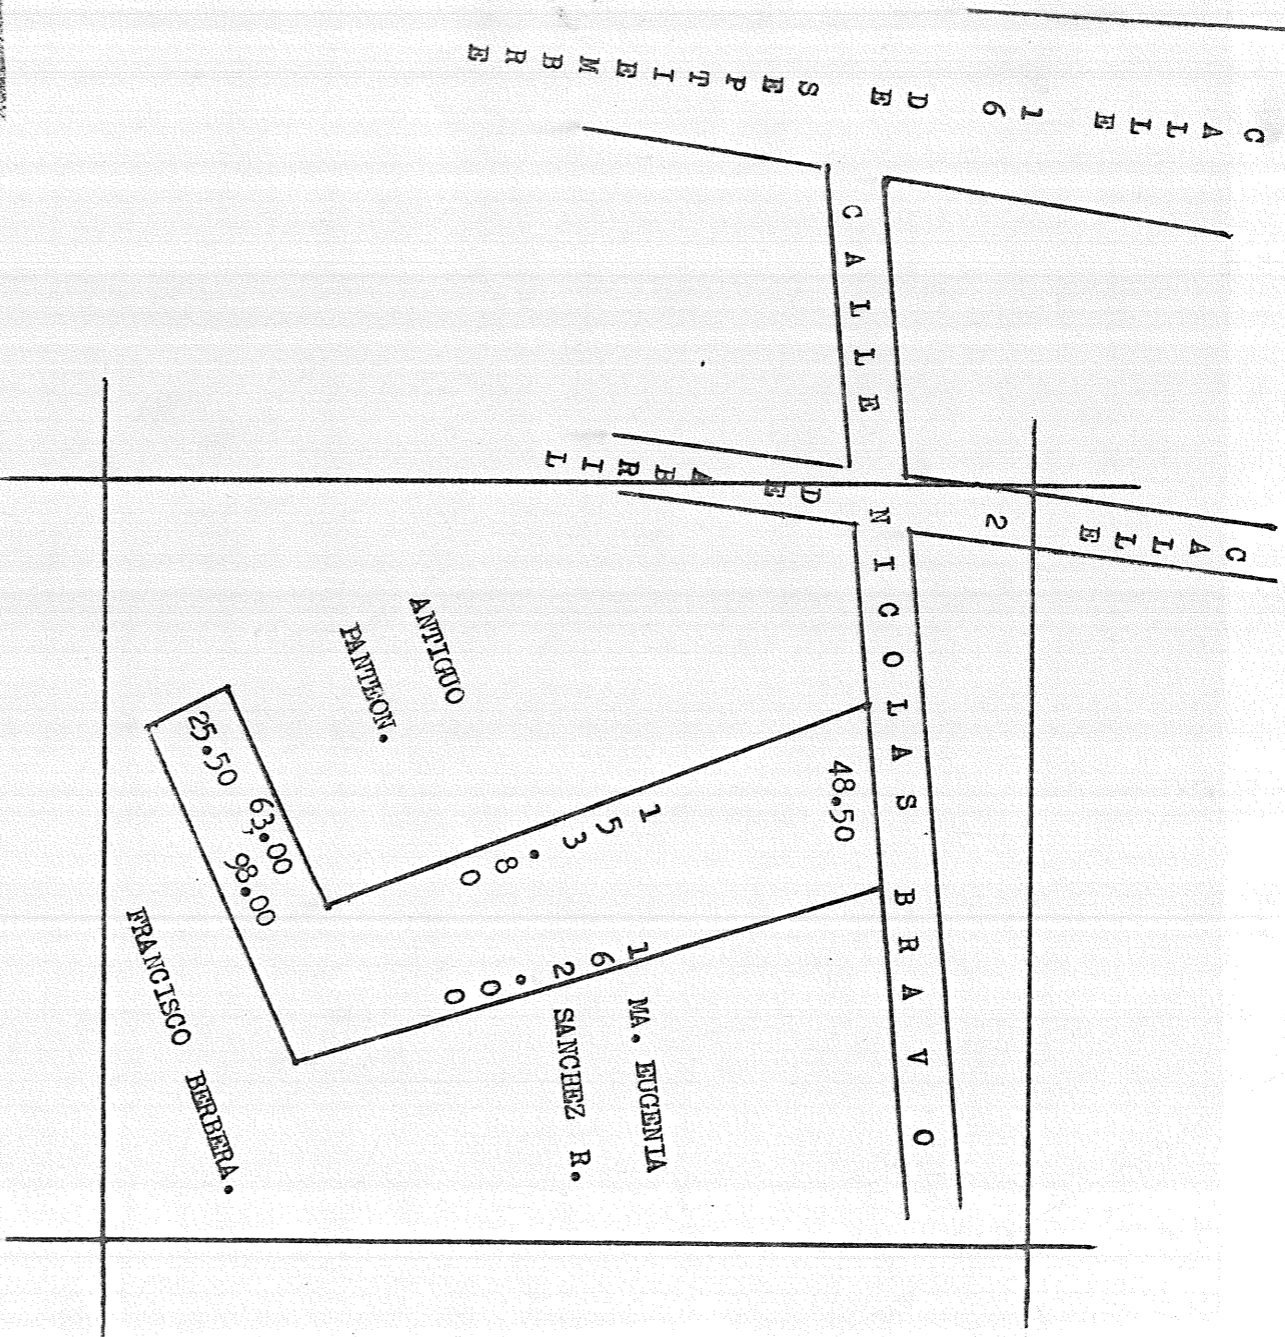 CALLE 16 DE SEPTIEMBRE
CALLE NICOLAS BRAVO
CALLE 2 DE ABRIL
ANTIGUO
PANTEON.
48.50
153.80
162.00
25.50
63.00
98.00
MA. EUGENIA
SANCHEZ R.
FRANCISCO BERBERA.